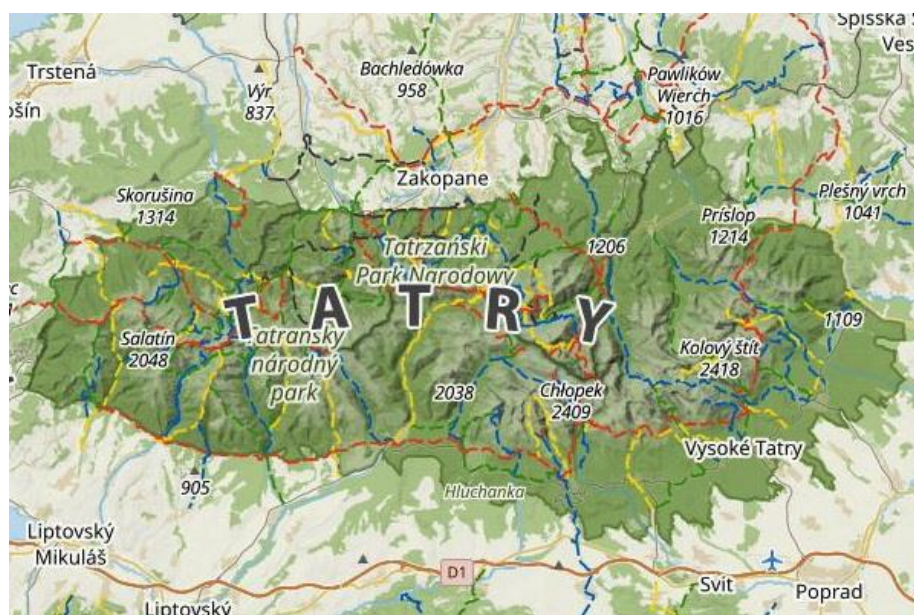 Spišská S
Ves
Trstená
Bachledówka
958
Pawlików
Wierch
1016
Výr
837
ošín
Zakopane
Skorušina
1314
Plešný vrch
1041
Príslop
1214
1206
Tatrzański
Park Narodowy
TATRY
Salatín
2048
Tatranský
národný
park
1109
Kolový štít
2418
2038
Chłopek
2409
Vysoké Tatry
905
Hluchanka
Liptovský
Mikuláš
D1
Svit
Poprad
Liptovský